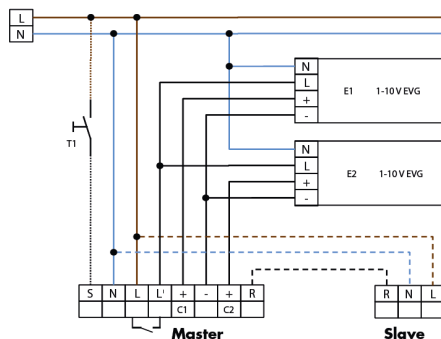 L
N
N
L
+
-
E1 1-10 V EVG
T1
N
L
+
-
E2 1-10 V EVG
S N L L' + - + R
C1 C2
R N L
Master Slave